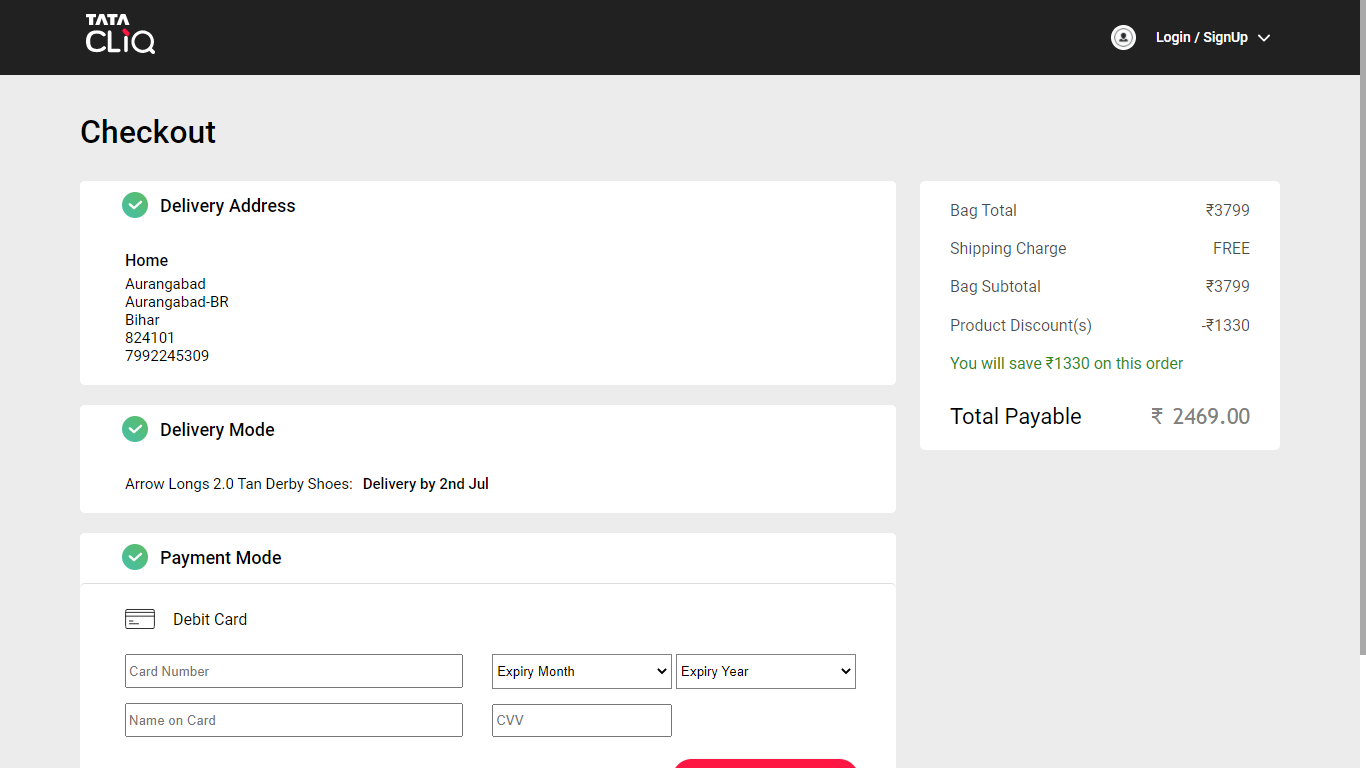 TATA
CLiQ
Login / SignUp
Checkout
Delivery Address
Home
Aurangabad
Aurangabad-BR
Bihar
824101
7992245309
Delivery Mode
Arrow Longs 2.0 Tan Derby Shoes: Delivery by 2nd Jul
Payment Mode
Debit Card
Card Number
Expiry Month
Expiry Year
Name on Card
CVV
Bag Total ₹3799
Shipping Charge FREE
Bag Subtotal ₹3799
Product Discount(s) -₹1330
You will save ₹1330 on this order
Total Payable ₹ 2469.00